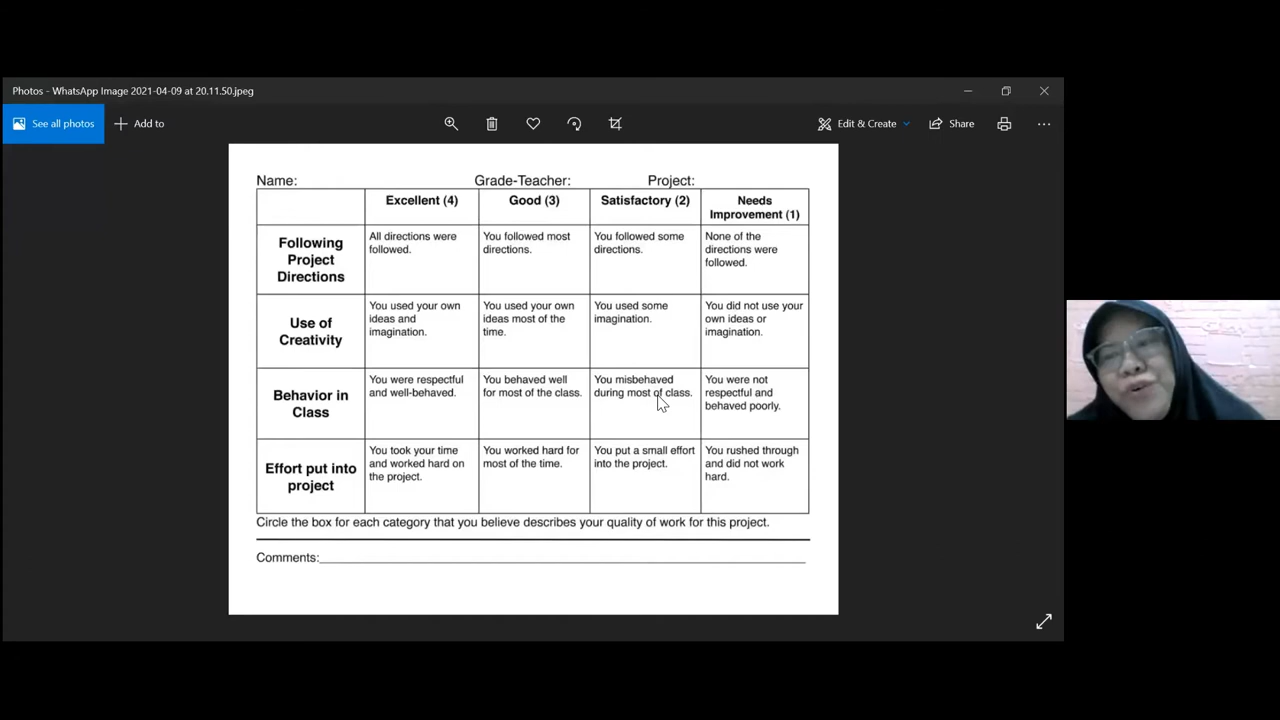 Photos - WhatsApp Image 2021-04-09 at 20.11.50.jpeg
See all photos
Add to
Edit & Create
Share
Name: Grade-Teacher: Project:
Excellent (4)
Good (3)
Satisfactory (2)
Needs
Improvement (1)
Following
Project
Directions
All directions were
followed.
You followed most
directions.
You followed some
directions.
None of the
directions were
followed.
Use of
Creativity
You used your own
ideas and
imagination.
You used your own
ideas most of the
time.
You used some
imagination.
You did not use your
own ideas or
imagination.
Behavior in
Class
You were respectful
and well-behaved.
You behaved well
for most of the class.
You misbehaved
during most of class.
You were not
respectful and
behaved poorly.
Effort put into
project
You took your time
and worked hard on
the project.
You worked hard for
most of the time.
You put a small effort
into the project.
You rushed through
and did not work
hard.
Circle the box for each category that you believe describes your quality of work for this project.
Comments: